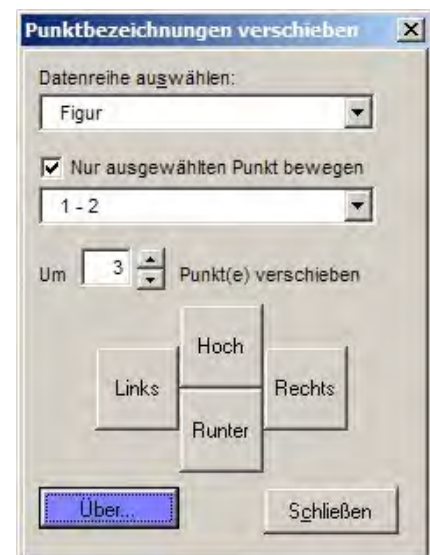 Punktbezeichnungen verschieben
Datenreihe auswählen:
Figur
Nur ausgewählten Punkt bewegen
1 - 2
Um 3 Punkt(e) verschieben
Hoch
Links Rechts
Runter
Über... Schließen